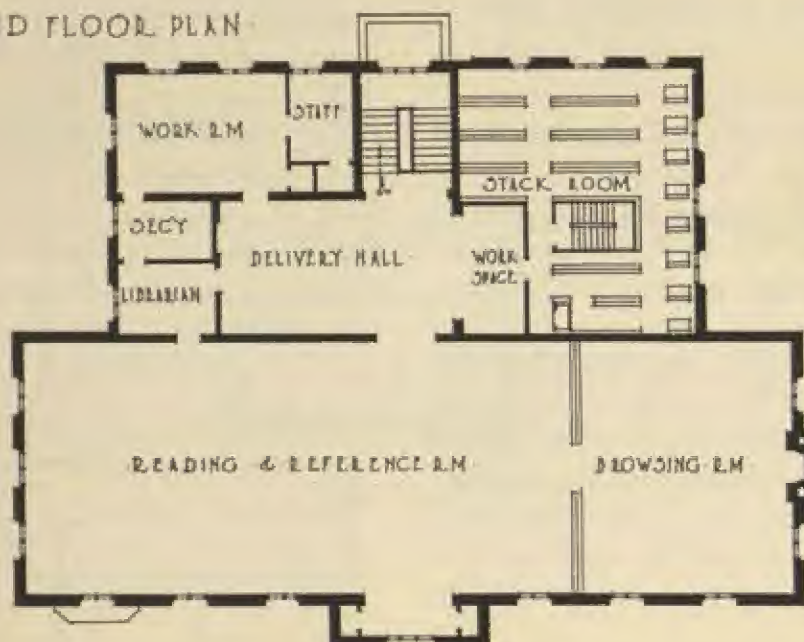 FLOOR PLAN
WORK RM
STAFF
STACK ROOM
SECY
DELIVERY HALL
WORK
SPACE
LIBRARIAN
READING & REFERENCE RM
BROWSING RM